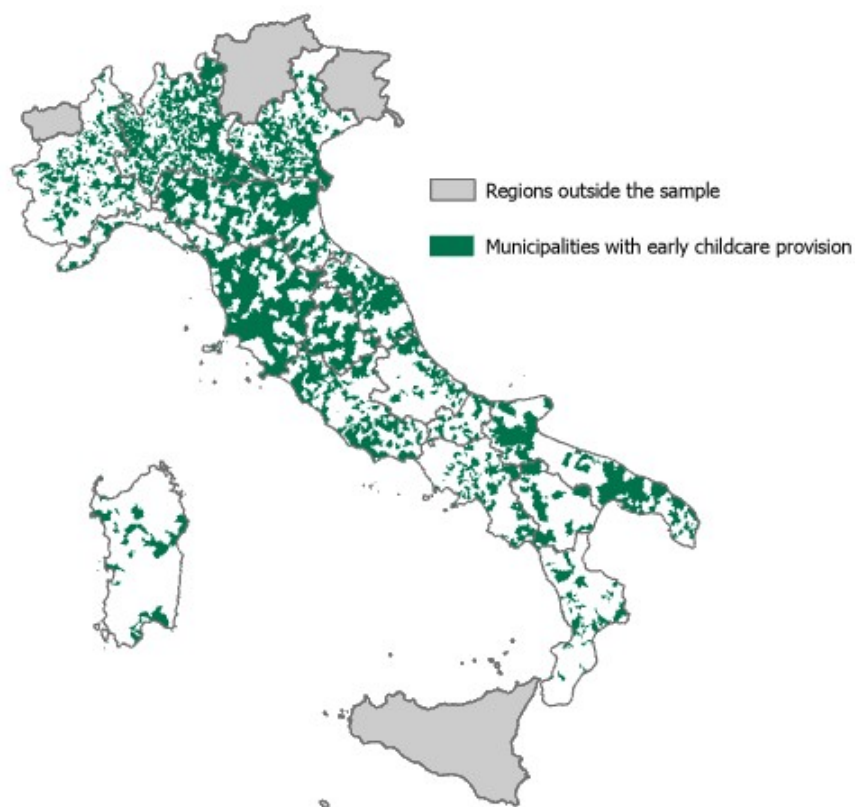 Regions outside the sample
Municipalities with early childcare provision